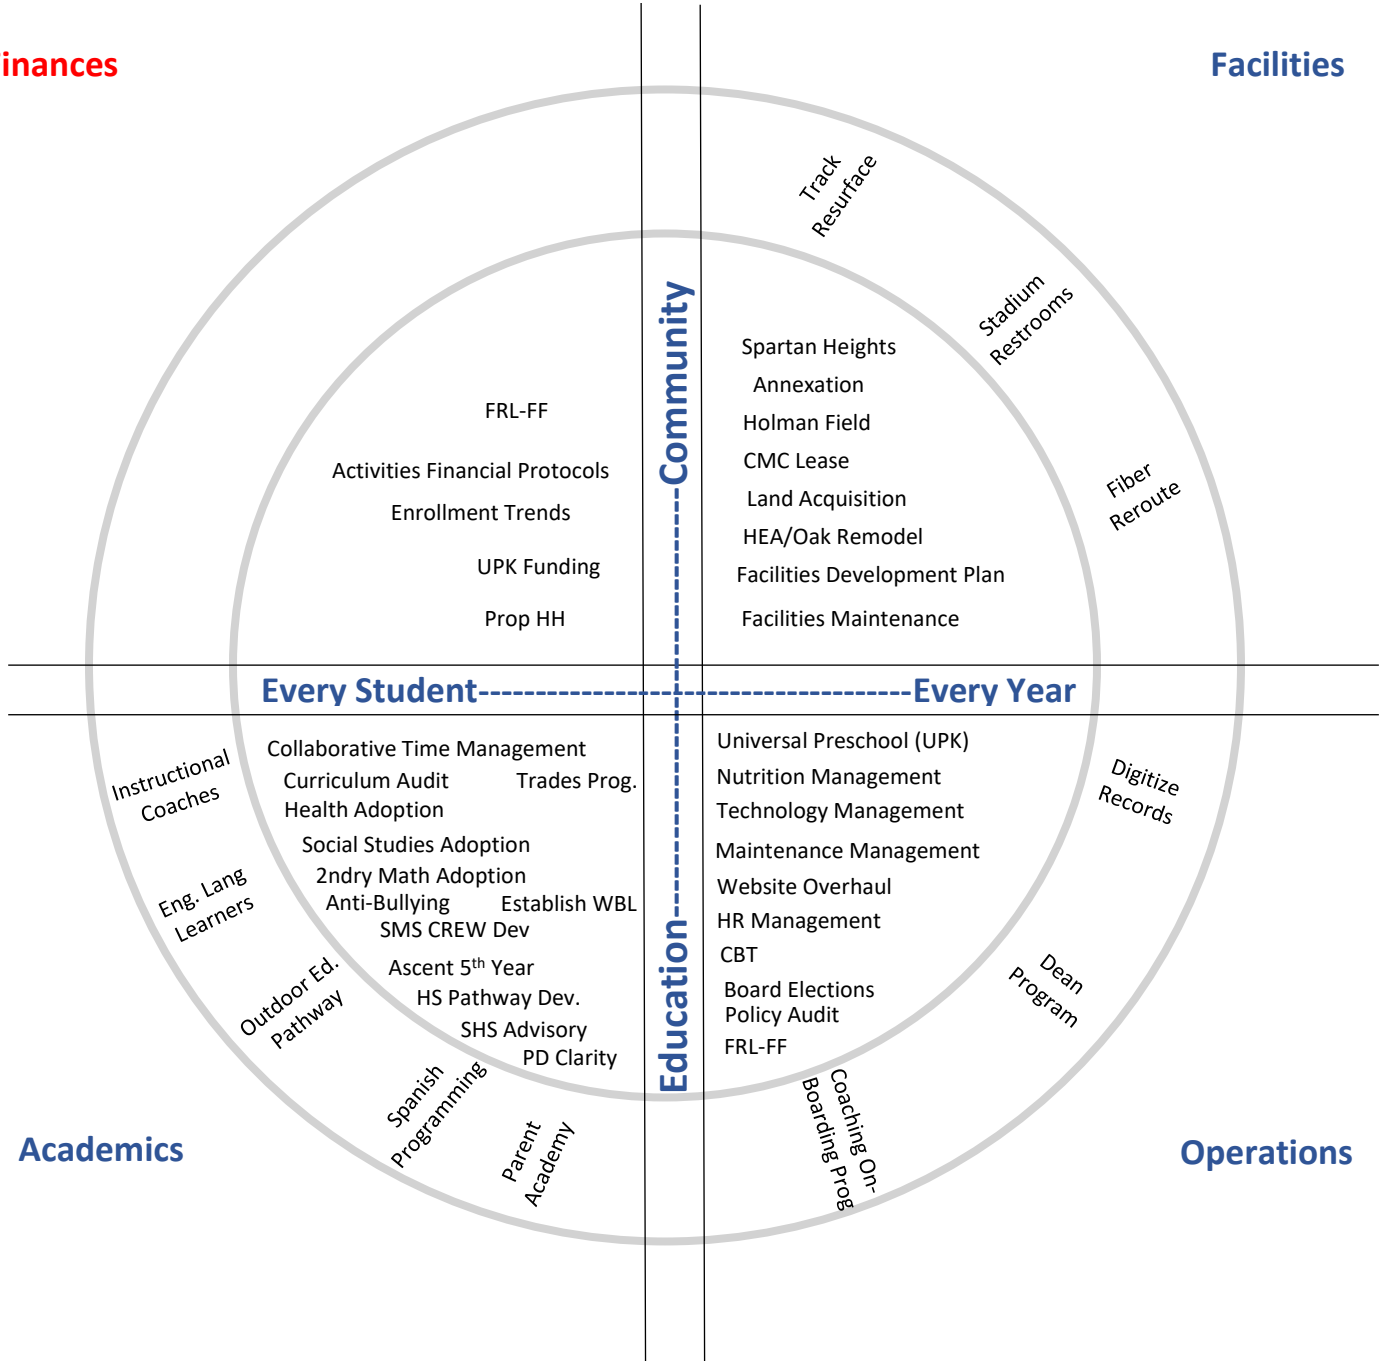 inances
Facilities
Track
Resurface
Stadium
Restrooms
Fiber
Reroute
FRL-FF
Activities Financial Protocols
Enrollment Trends
UPK Funding
Prop HH
Spartan Heights
Annexation
Holman Field
CMC Lease
Land Acquisition
HEA/Oak Remodel
Facilities Development Plan
Facilities Maintenance
Education----------------------------Community
Every Student--------------------------------------Every Year
Collaborative Time Management
Curriculum Audit
Trades Prog.
Health Adoption
Social Studies Adoption
2ndry Math Adoption
Anti-Bullying
Establish WBL
SMS CREW Dev
Ascent 5th Year
HS Pathway Dev.
SHS Advisory
PD Clarity
Instructional
Coaches
Eng. Lang
Learners
Outdoor Ed.
Pathway
Spanish
Programming
Parent
Academy
Universal Preschool (UPK)
Nutrition Management
Technology Management
Maintenance Management
Website Overhaul
HR Management
CBT
Board Elections
Policy Audit
FRL-FF
Digitize
Records
Dean
Program
Coaching On-
Boarding Prog
Academics
Operations